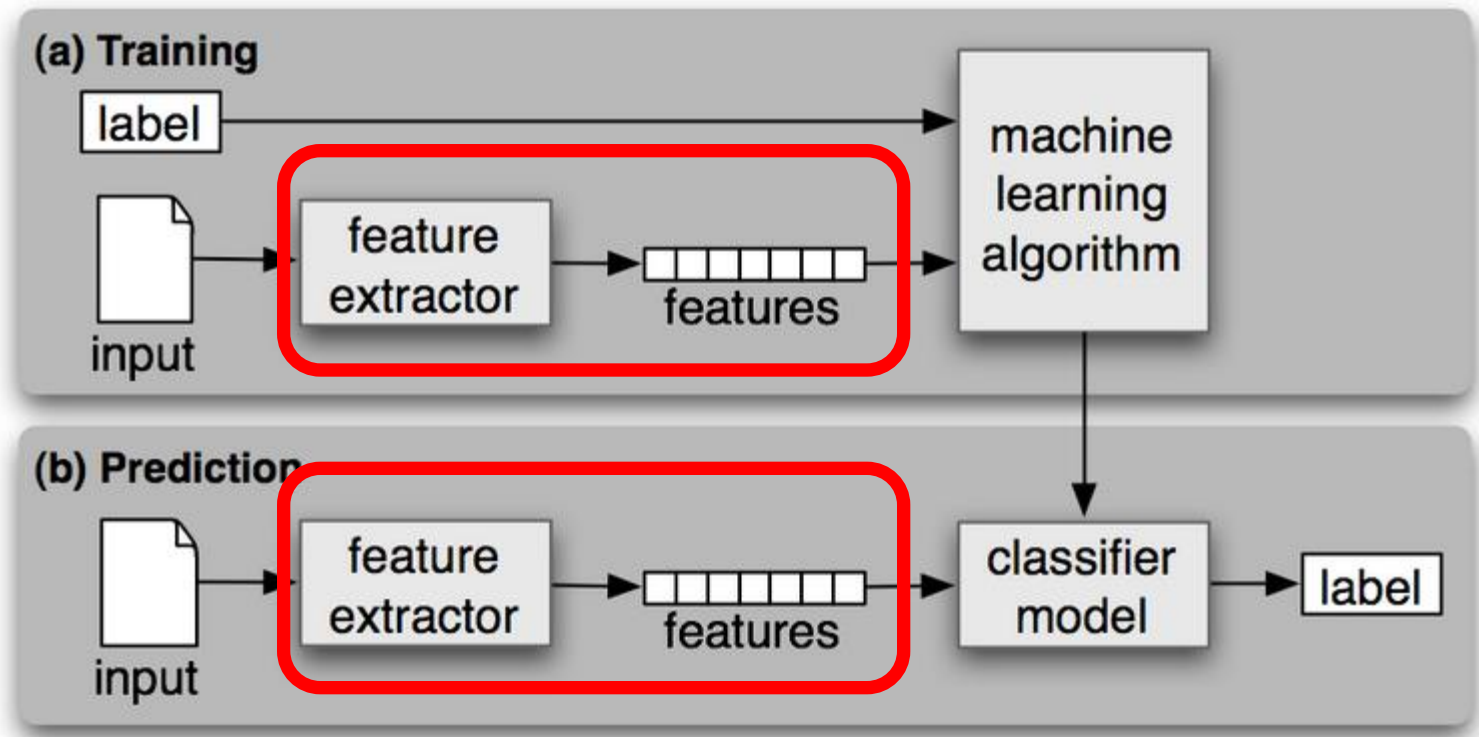 (a) Training
label
machine
learning
algorithm
feature
extractor
features
input
(b) Prediction
feature
extractor
features
input
classifier
model
label